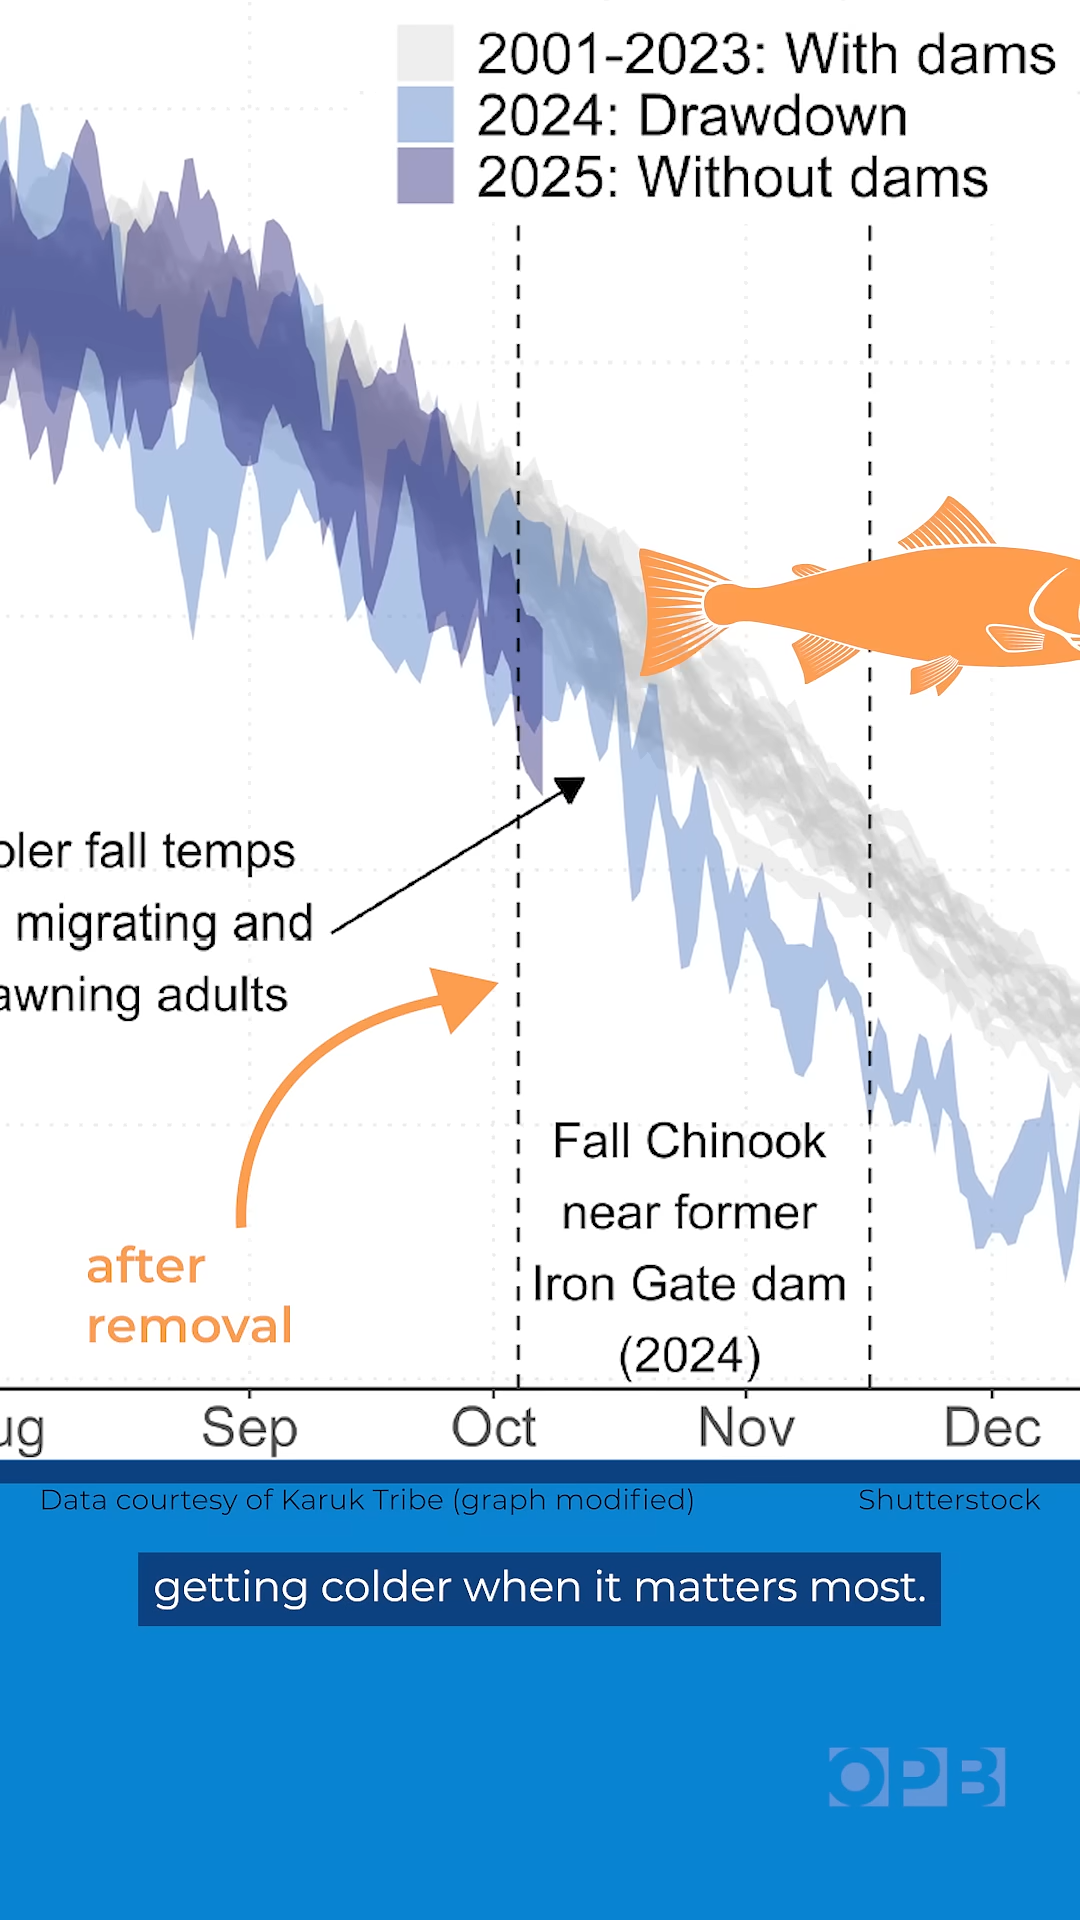 2001-2023: With dams
2024: Drawdown
2025: Without dams
oler fall temps
migrating and
awning adults
after
removal
Fall Chinook
near former
Iron Gate dam
(2024)
ug Sep Oct Nov Dec
Data courtesy of Karuk Tribe (graph modified) Shutterstock
getting colder when it matters most.
OPB